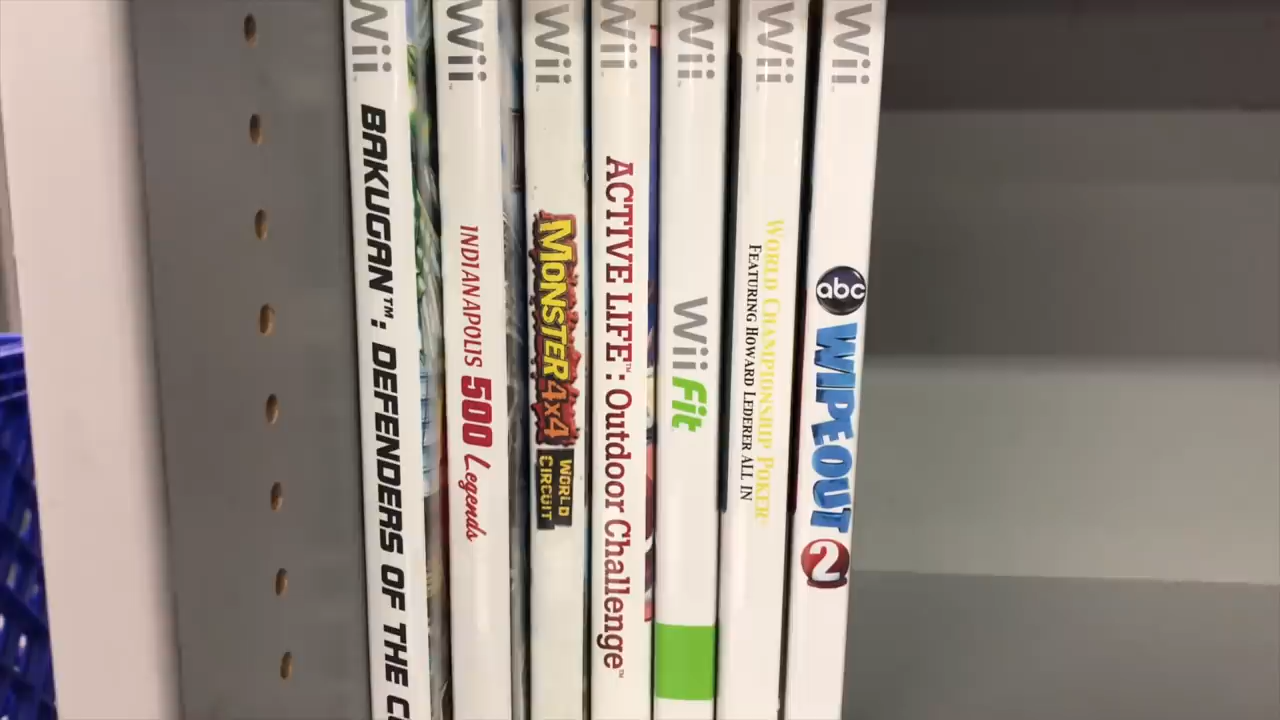 Wii
BAKUGAN™: DEFENDERS OF THE
Wii
INDIANAPOLIS 500 Legends
Wii
MONSTER 4x4
WORLD
CIRCUIT
Wii
ACTIVE LIFE™: Outdoor Challenge™
Wii
Wii Fit
Wii
WORLD CHAMPIONSHIP POKER
FEATURING HOWARD LEDERER ALL IN
Wii
abc
WIPEOUT
2